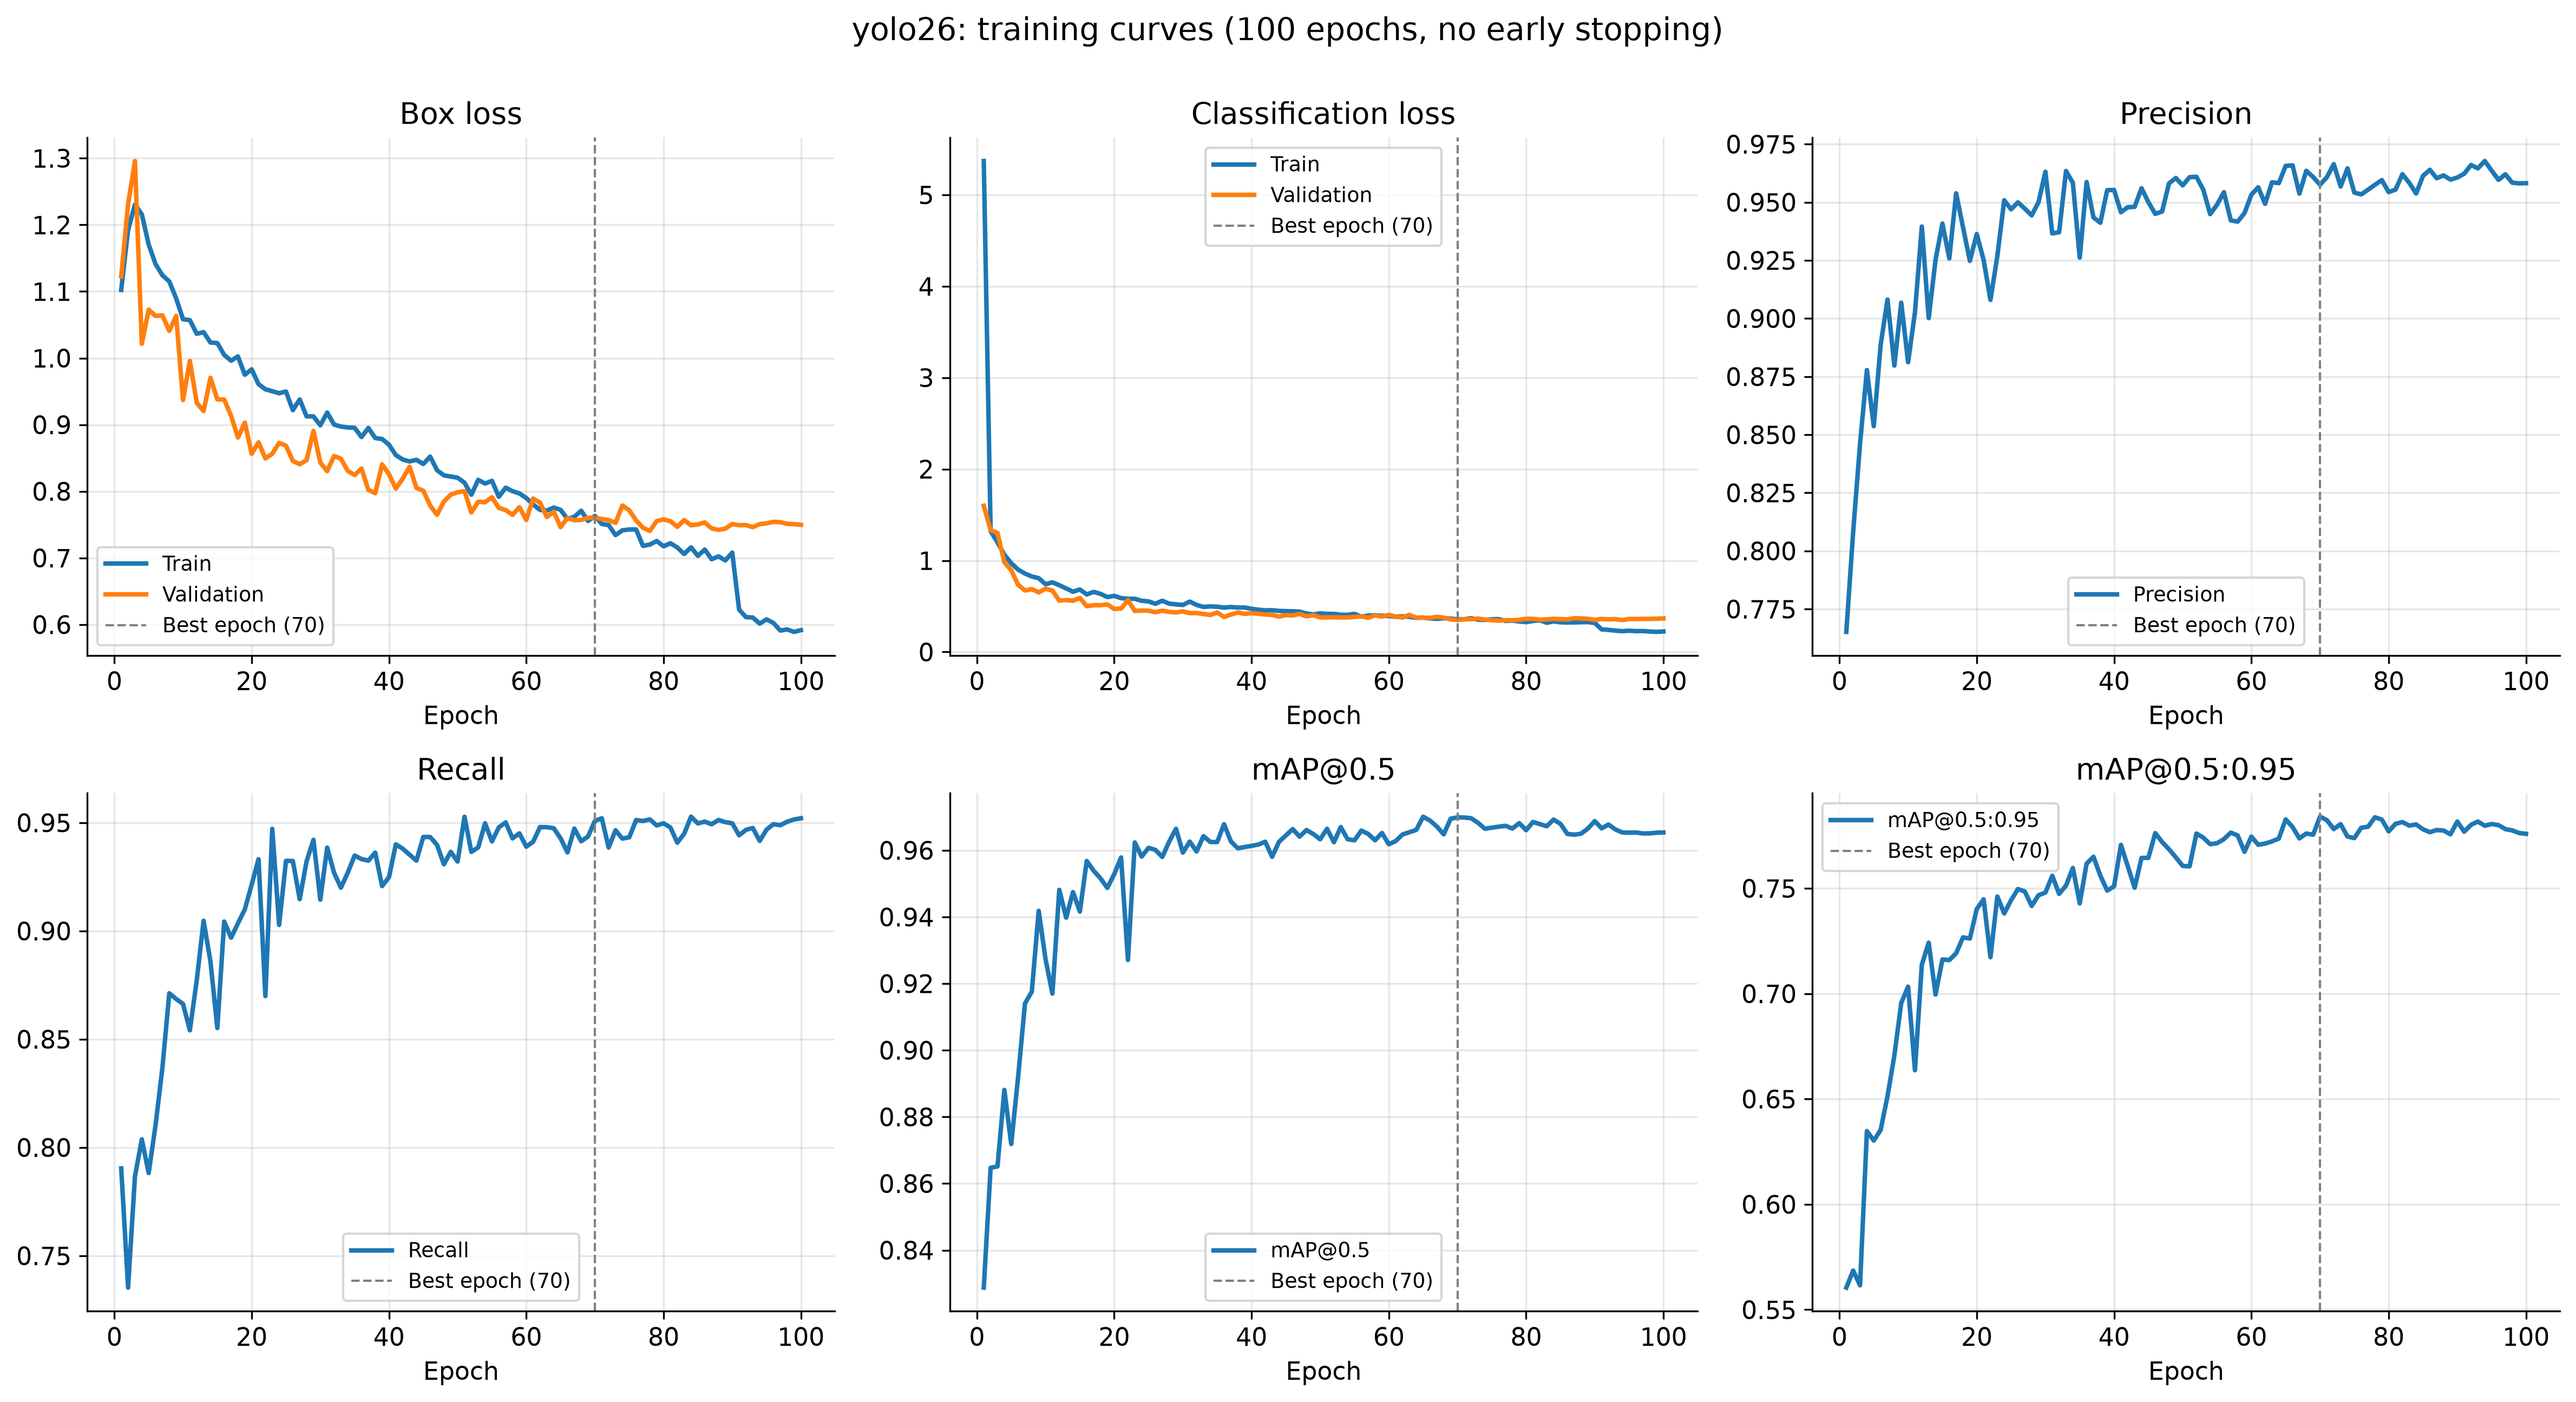 yolo26: training curves (100 epochs, no early stopping)
Box loss
1.3
1.2
1.1
1.0
0.9
0.8
0.7
0.6
Train
Validation
Best epoch (70)
0 20 40 60 80 100
Epoch
Classification loss
5
4
3
2
1
0
Train
Validation
Best epoch (70)
0 20 40 60 80 100
Epoch
Precision
0.975
0.950
0.925
0.900
0.875
0.850
0.825
0.800
0.775
Precision
Best epoch (70)
0 20 40 60 80 100
Epoch
Recall
0.95
0.90
0.85
0.80
0.75
Recall
Best epoch (70)
0 20 40 60 80 100
Epoch
mAP@0.5
0.96
0.94
0.92
0.90
0.88
0.86
0.84
mAP@0.5
Best epoch (70)
0 20 40 60 80 100
Epoch
mAP@0.5:0.95
mAP@0.5:0.95
Best epoch (70)
0.75
0.70
0.65
0.60
0.55
0 20 40 60 80 100
Epoch